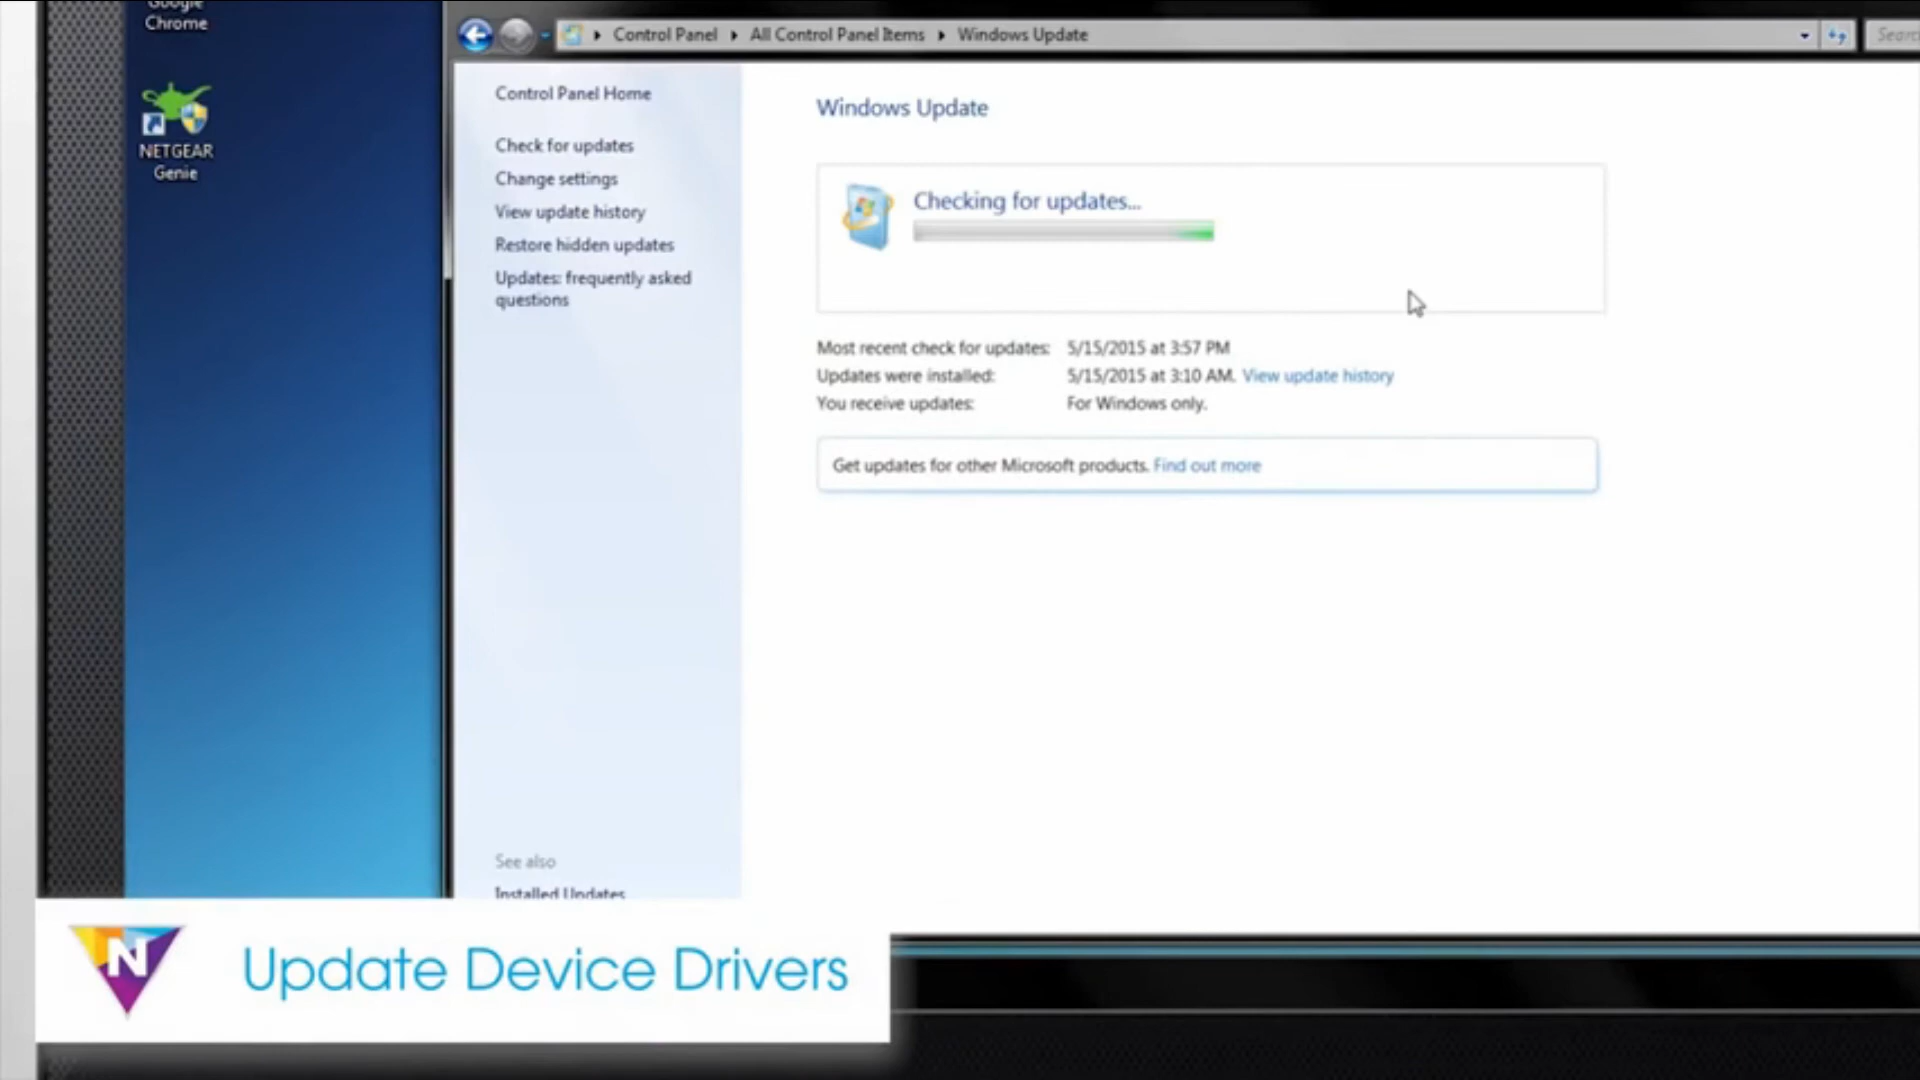 Google
Chrome
NETGEAR
Genie
Control Panel
All Control Panel Items
Windows Update
Sear
Control Panel Home
Check for updates
Change settings
View update history
Restore hidden updates
Updates: frequently asked
questions
See also
Installed Updates
Windows Update
Checking for updates...
Most recent check for updates: 5/15/2015 at 3:57 PM
Updates were installed: 5/15/2015 at 3:10 AM. View update history
You receive updates: For Windows only.
Get updates for other Microsoft products. Find out more
N
Update Device Drivers